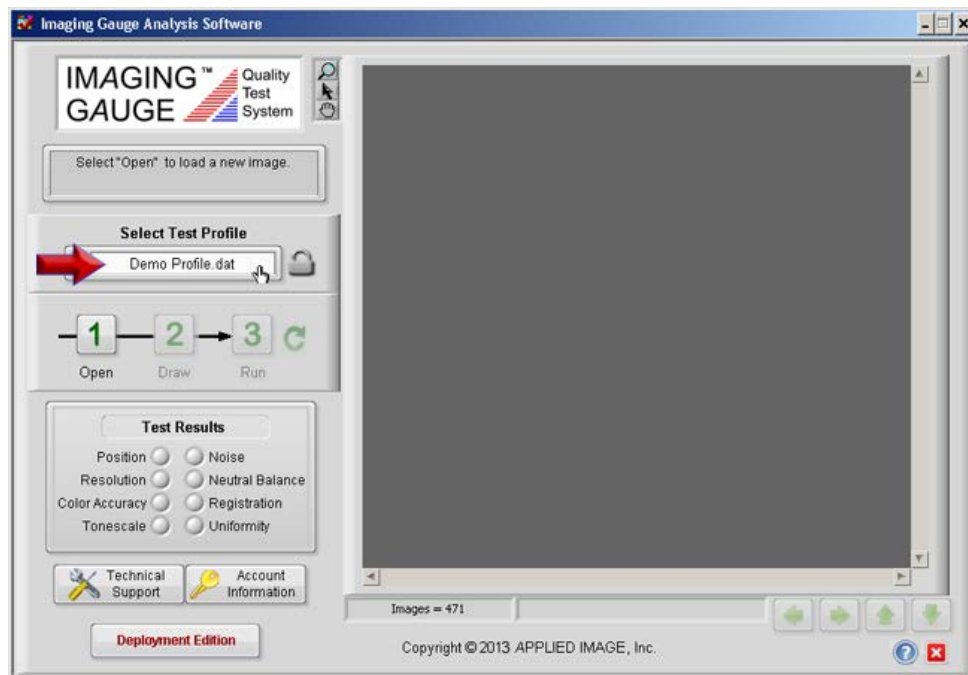 Imaging Gauge Analysis Software
IMAGING™
GAUGE
Quality
Test
System
Select "Open" to load a new image.
Select Test Profile
Demo Profile.dat
1 2 3
Open Draw Run
Test Results
Position Noise
Resolution Neutral Balance
Color Accuracy Registration
Tonescale Uniformity
Technical
Support
Account
Information
Deployment Edition
Images = 471
Copyright © 2013 APPLIED IMAGE, Inc.
?